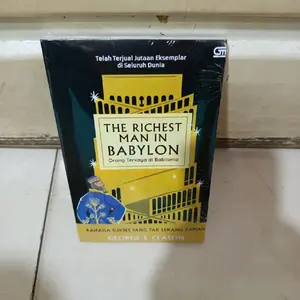 Telah Terjual Jutaan Eksemplar
di Seluruh Dunia
THE RICHEST
MAN IN
BABYLON
Orang Terkaya di Babilonia
RAHASIA SUKSES YANG TAK LEKANG ZAMAN
GEORGE S. CLASON